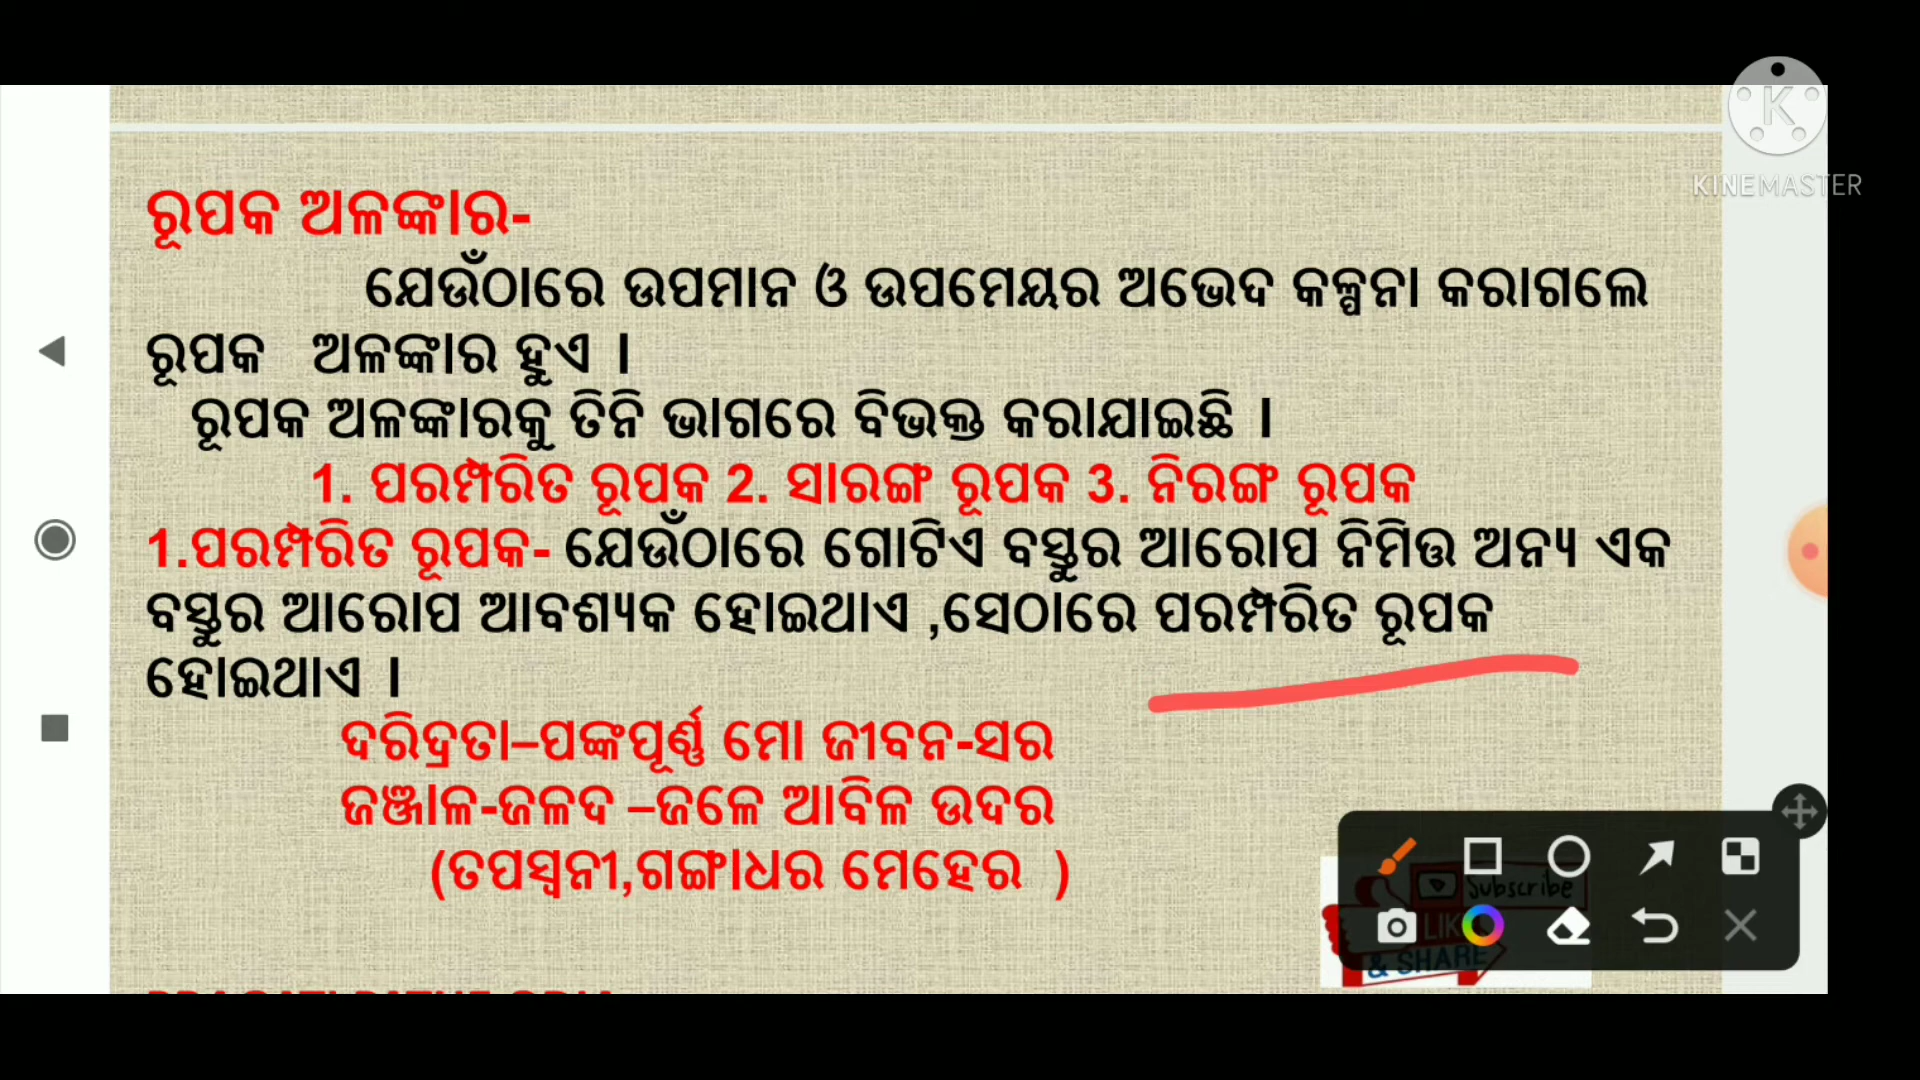 KINEMASTER
ରୂପକ ଅଳଙ୍କାର-
ଯେଉଁଠାରେ ଉପମାନ ଓ ଉପମେୟର ଅଭେଦ କଳ୍ପନା କରାଗଲେ
ରୂପକ ଅଳଙ୍କାର ହୁଏ ।
ରୂପକ ଅଳଙ୍କାରକୁ ତିନି ଭାଗରେ ବିଭକ୍ତ କରାଯାଇଛି ।
1. ପରମ୍ପରିତ ରୂପକ 2. ସାରଙ୍ଗ ରୂପକ 3. ନିରଙ୍ଗ ରୂପକ
1.ପରମ୍ପରିତ ରୂପକ- ଯେଉଁଠାରେ ଗୋଟିଏ ବସ୍ତୁର ଆରୋପ ନିମିତ୍ତ ଅନ୍ୟ ଏକ
ବସ୍ତୁର ଆରୋପ ଆବଶ୍ୟକ ହୋଇଥାଏ ,ସେଠାରେ ପରମ୍ପରିତ ରୂପକ
ହୋଇଥାଏ ।
ଦରିଦ୍ରତା–ପଙ୍କପୂର୍ଣ୍ଣ ମୋ ଜୀବନ-ସର
ଜଞ୍ଜାଳ-ଜଳଦ –ଜଳେ ଆବିଳ ଉଦର
(ତପସ୍ବନୀ,ଗଙ୍ଗାଧର ମେହେର )
Subscribe
& SHARE